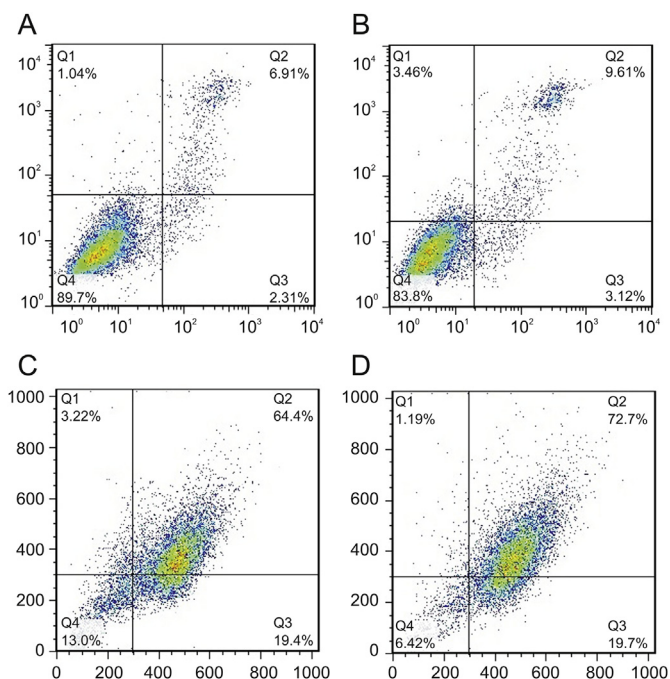 A
B
Q1
1.04%
Q2
6.91%
Q4
89.7%
Q3
2.31%
10⁴
10³
10²
10¹
10⁰
10⁰ 10¹ 10² 10³ 10⁴
Q1
3.46%
Q2
9.61%
Q4
83.8%
Q3
3.12%
10⁴
10³
10²
10¹
10⁰
10⁰ 10¹ 10² 10³ 10⁴
C
D
Q1
3.22%
Q2
64.4%
Q4
13.0%
Q3
19.4%
1000
800
600
400
200
0
0 200 400 600 800 1000
Q1
1.19%
Q2
72.7%
Q4
6.42%
Q3
19.7%
1000
800
600
400
200
0
0 200 400 600 800 1000